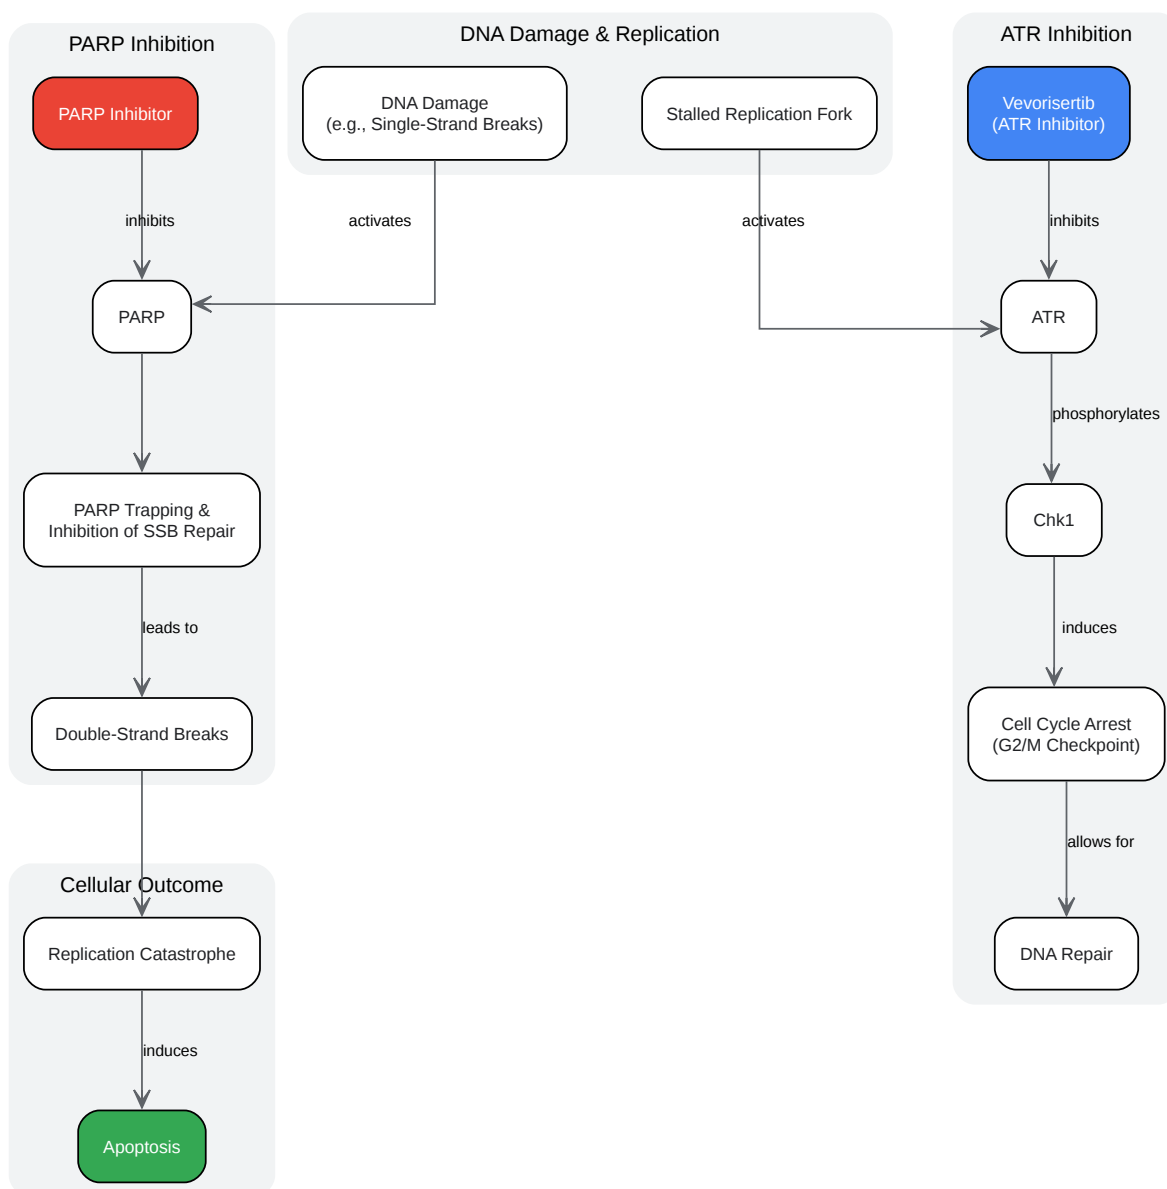 PARP Inhibition
PARP Inhibitor
inhibits
PARP
PARP Trapping &
Inhibition of SSB Repair
leads to
Double-Strand Breaks
Cellular Outcome
Replication Catastrophe
induces
Apoptosis
DNA Damage & Replication
DNA Damage
(e.g., Single-Strand Breaks)
activates
Stalled Replication Fork
activates
ATR Inhibition
Vevorisertib
(ATR Inhibitor)
inhibits
ATR
phosphorylates
Chk1
induces
Cell Cycle Arrest
(G2/M Checkpoint)
allows for
DNA Repair